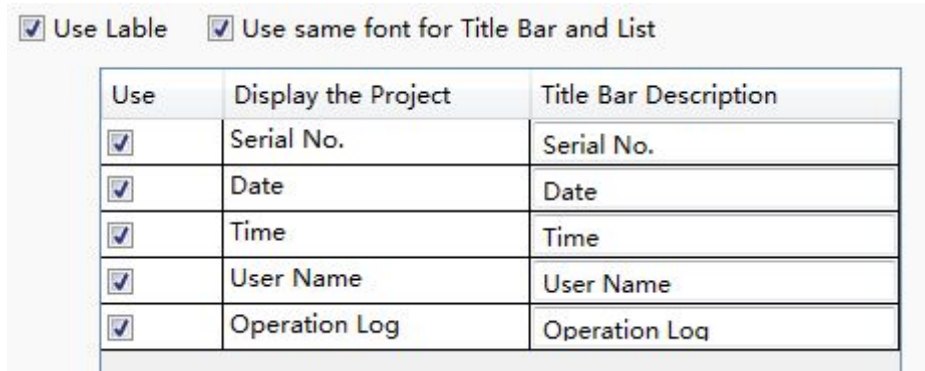 Use Lable Use same font for Title Bar and List
Use Display the Project Title Bar Description
Serial No. Serial No.
Date Date
Time Time
User Name User Name
Operation Log Operation Log